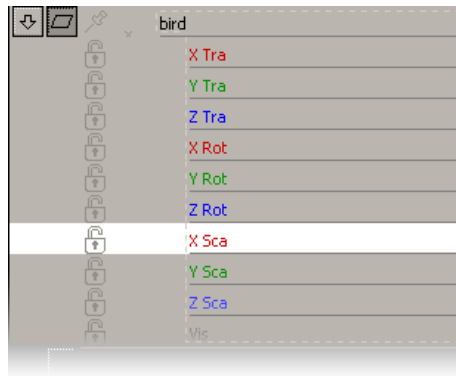 bird
X Tra
Y Tra
Z Tra
X Rot
Y Rot
Z Rot
X Sca
Y Sca
Z Sca
Vis